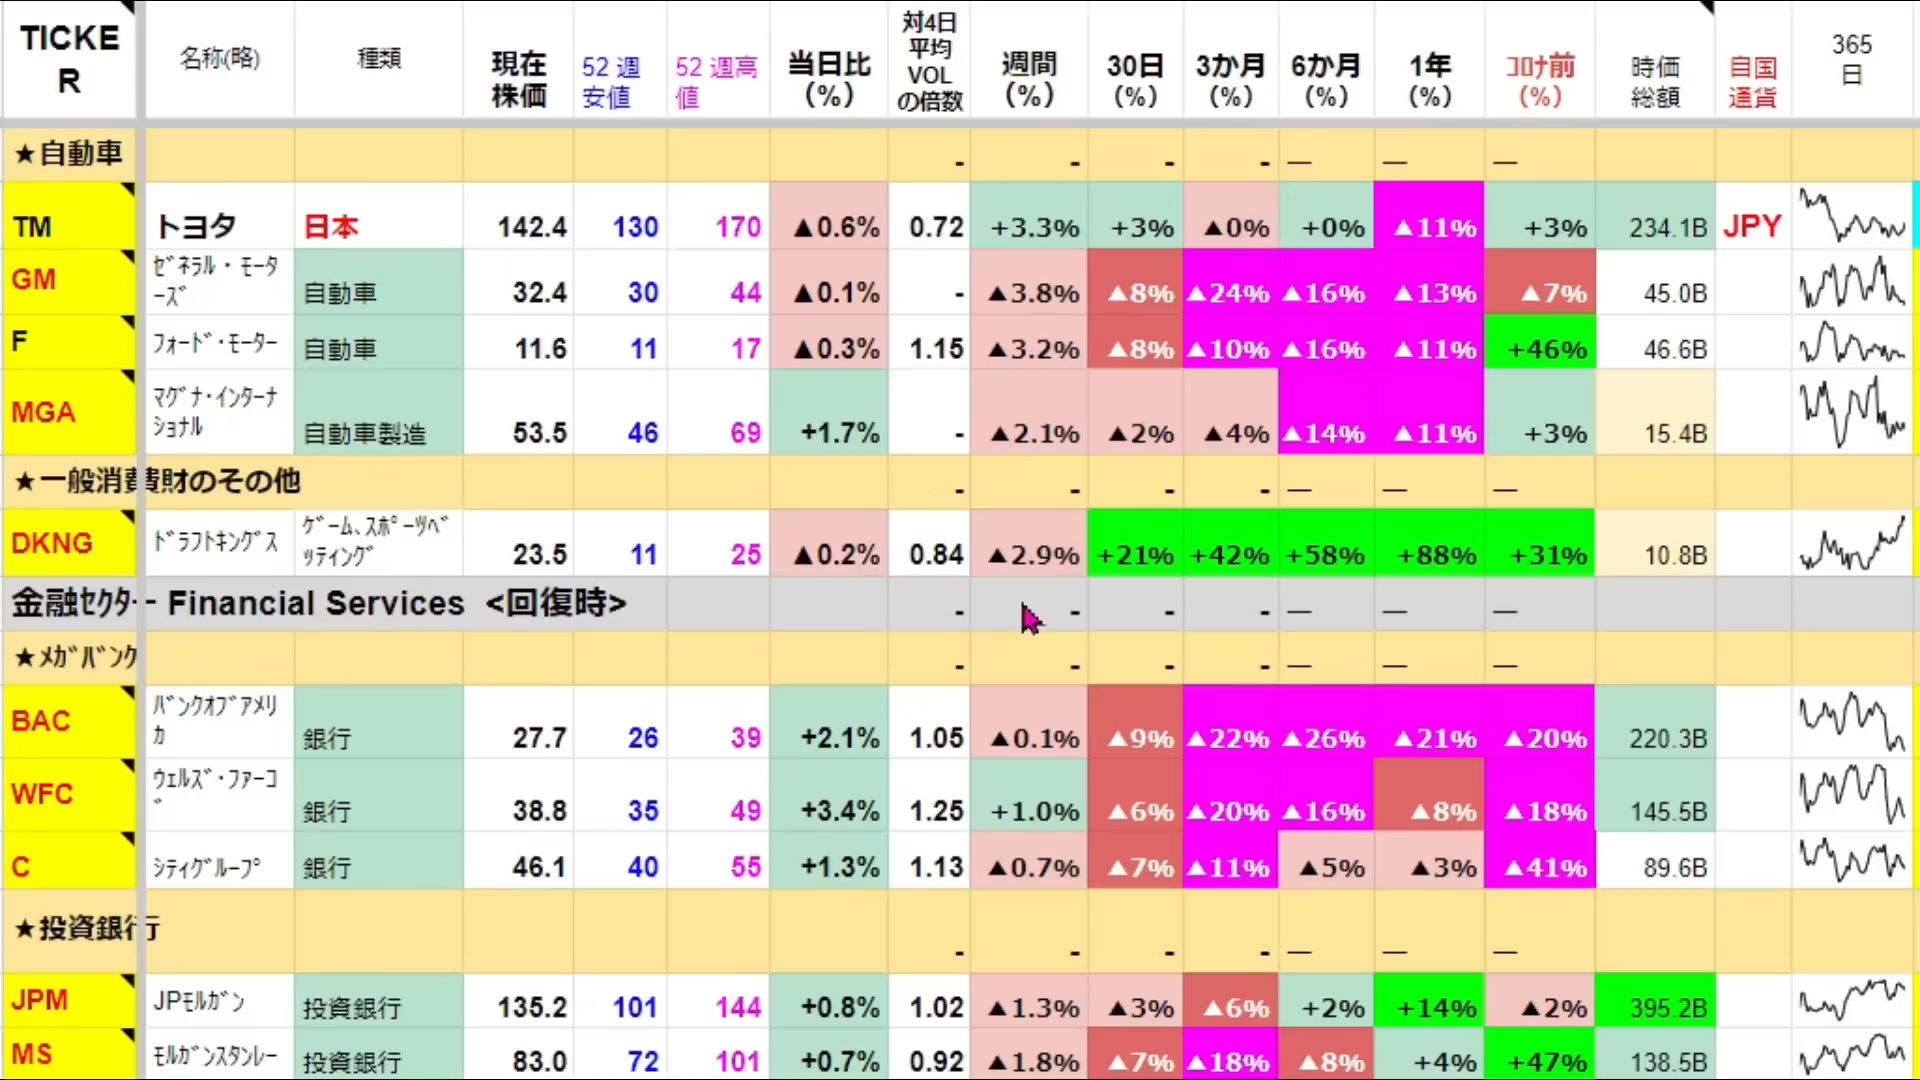 TICKE
R
名称(略)
種類
現在
株価
52 週
安値
52 週高
値
当日比
(%)
対4日
平均
VOL
の倍数
週間
(%)
30日
(%)
3か月
(%)
6か月
(%)
1年
(%)
ｺﾛﾅ前
(%)
時価
総額
自国
通貨
365
日
★自動車 - - - - — — —
TM トヨタ 日本 142.4 130 170 ▲0.6% 0.72 +3.3% +3% ▲0% +0% ▲11% +3% 234.1B JPY
GM ｾﾞﾈﾗﾙ・ﾓｰﾀ
ｰｽﾞ 自動車 32.4 30 44 ▲0.1% - ▲3.8% ▲8% ▲24% ▲16% ▲13% ▲7% 45.0B
F ﾌｫｰﾄﾞ･ﾓｰﾀｰ 自動車 11.6 11 17 ▲0.3% 1.15 ▲3.2% ▲8% ▲10% ▲16% ▲11% +46% 46.6B
MGA ﾏｸﾞﾅ･ｲﾝﾀｰﾅ
ｼｮﾅﾙ 自動車製造 53.5 46 69 +1.7% - ▲2.1% ▲2% ▲4% ▲14% ▲11% +3% 15.4B
★一般消費財のその他 - - - - — — —
DKNG ﾄﾞﾗﾌﾄｷﾝｸﾞｽ ｹﾞｰﾑ､ｽﾎﾟｰﾂﾍﾞ
ｯﾃｨﾝｸﾞ 23.5 11 25 ▲0.2% 0.84 ▲2.9% +21% +42% +58% +88% +31% 10.8B
金融ｾｸﾀｰ Financial Services <回復時> - - - - — — —
★ﾒｶﾞﾊﾞﾝｸ - - - - — — —
BAC ﾊﾞﾝｸｵﾌﾞｱﾒﾘ
ｶ 銀行 27.7 26 39 +2.1% 1.05 ▲0.1% ▲9% ▲22% ▲26% ▲21% ▲20% 220.3B
WFC ｳｪﾙｽﾞ･ﾌｧｰｺ
ﾞ 銀行 38.8 35 49 +3.4% 1.25 +1.0% ▲6% ▲20% ▲16% ▲8% ▲18% 145.5B
C ｼﾃｨｸﾞﾙｰﾌﾟ 銀行 46.1 40 55 +1.3% 1.13 ▲0.7% ▲7% ▲11% ▲5% ▲3% ▲41% 89.6B
★投資銀行 - - - - — — —
JPM JPﾓﾙｶﾞﾝ 投資銀行 135.2 101 144 +0.8% 1.02 ▲1.3% ▲3% ▲6% +2% +14% ▲2% 395.2B
MS ﾓﾙｶﾞﾝｽﾀﾝﾚｰ 投資銀行 83.0 72 101 +0.7% 0.92 ▲1.8% ▲7% ▲18% ▲8% +4% +47% 138.5B